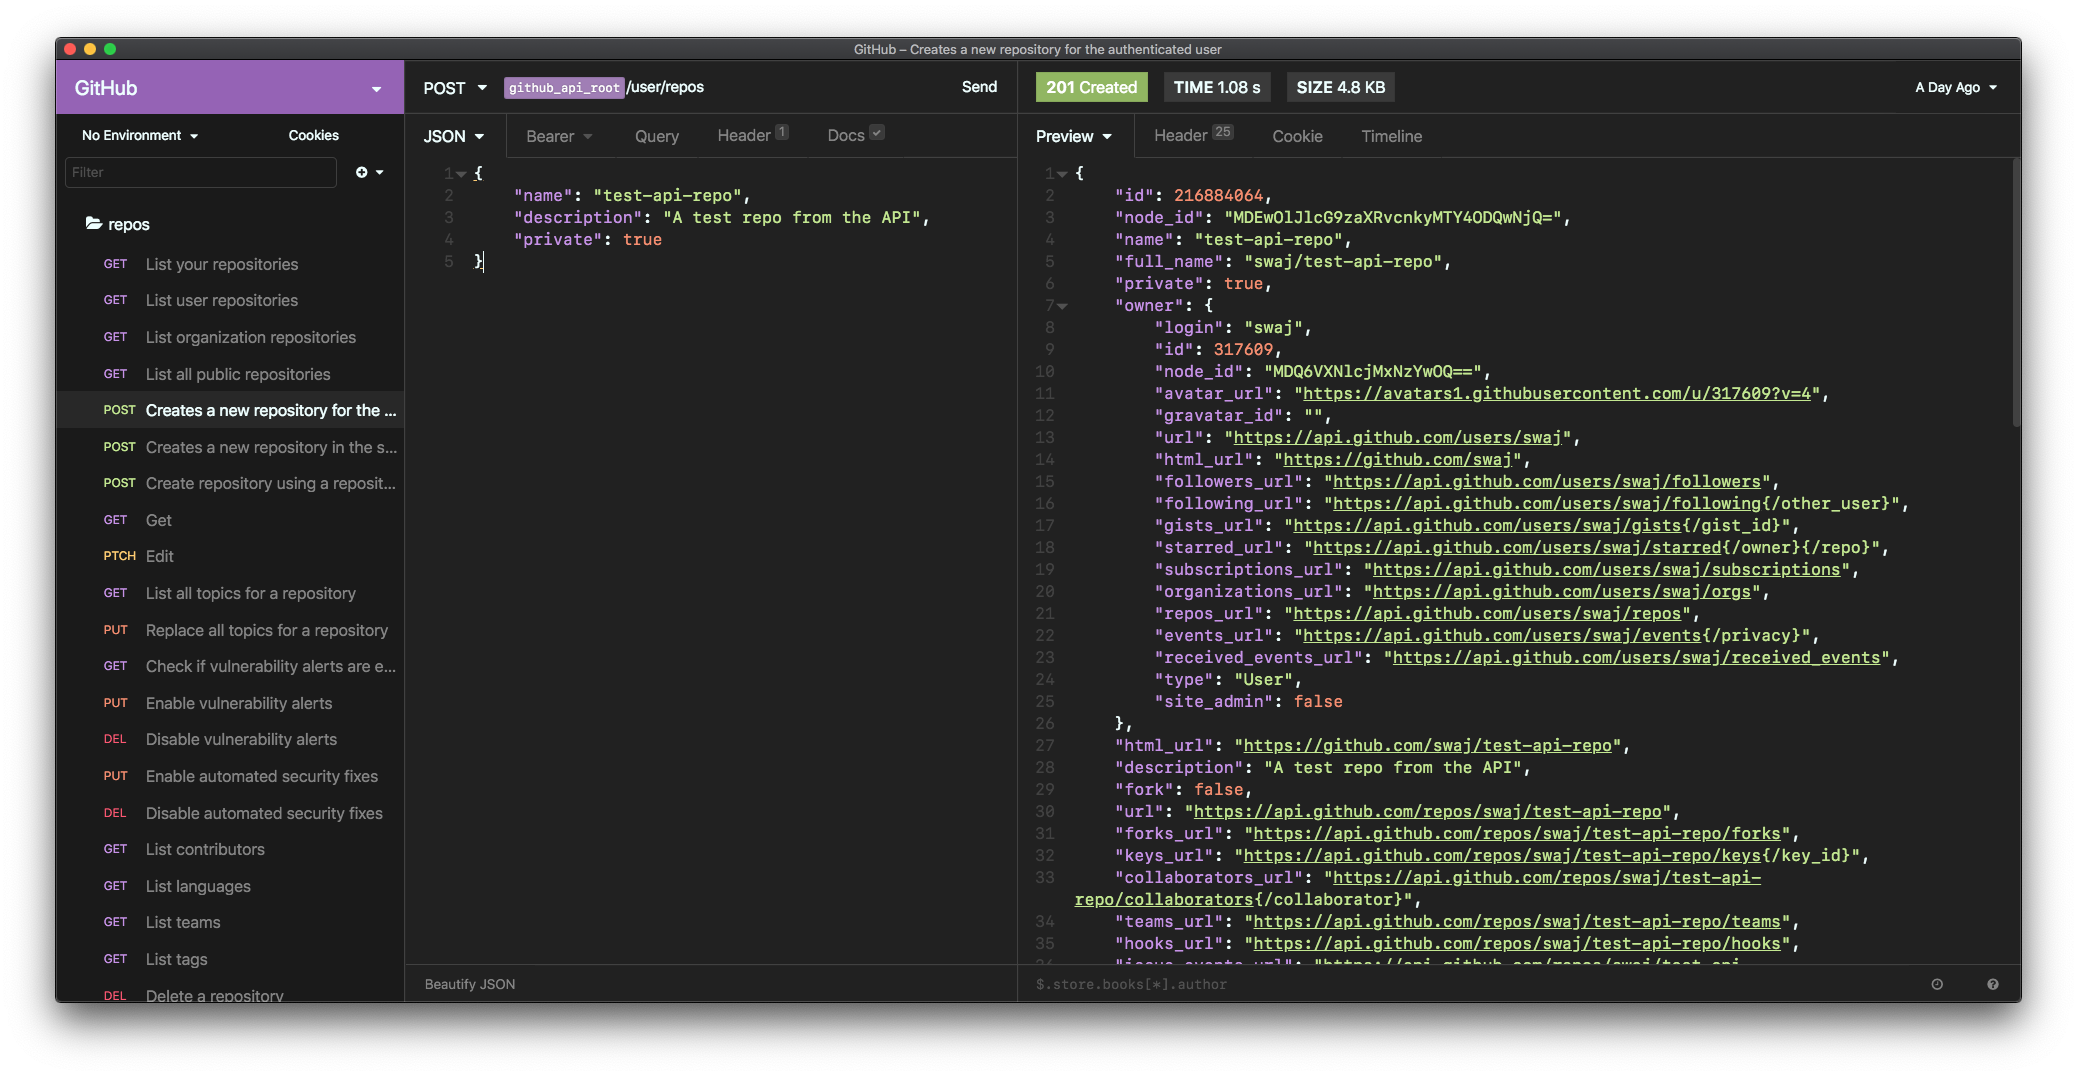 GitHub – Creates a new repository for the authenticated user
GitHub
No Environment
Cookies
Filter
repos
GET List your repositories
GET List user repositories
GET List organization repositories
GET List all public repositories
POST Creates a new repository for the ...
POST Creates a new repository in the s...
POST Create repository using a reposit...
GET Get
PTCH Edit
GET List all topics for a repository
PUT Replace all topics for a repository
GET Check if vulnerability alerts are e...
PUT Enable vulnerability alerts
DEL Disable vulnerability alerts
PUT Enable automated security fixes
DEL Disable automated security fixes
GET List contributors
GET List languages
GET List teams
GET List tags
DEL Delete a repository
POST github_api_root/user/repos Send
JSON Bearer Query Header 1 Docs
1 {
2 "name": "test-api-repo",
3 "description": "A test repo from the API",
4 "private": true
5 }
Beautify JSON
201 Created TIME 1.08 s SIZE 4.8 KB A Day Ago
Preview Header 25 Cookie Timeline
1 {
2 "id": 216884064,
3 "node_id": "MDEwOlJlcG9zaXRvcnkyMTY4ODQwNjQ=",
4 "name": "test-api-repo",
5 "full_name": "swaj/test-api-repo",
6 "private": true,
7 "owner": {
8 "login": "swaj",
9 "id": 317609,
10 "node_id": "MDQ6VXNlcjMxNzYwOQ==",
11 "avatar_url": "https://avatars1.githubusercontent.com/u/317609?v=4",
12 "gravatar_id": "",
13 "url": "https://api.github.com/users/swaj",
14 "html_url": "https://github.com/swaj",
15 "followers_url": "https://api.github.com/users/swaj/followers",
16 "following_url": "https://api.github.com/users/swaj/following{/other_user}",
17 "gists_url": "https://api.github.com/users/swaj/gists{/gist_id}",
18 "starred_url": "https://api.github.com/users/swaj/starred{/owner}{/repo}",
19 "subscriptions_url": "https://api.github.com/users/swaj/subscriptions",
20 "organizations_url": "https://api.github.com/users/swaj/orgs",
21 "repos_url": "https://api.github.com/users/swaj/repos",
22 "events_url": "https://api.github.com/users/swaj/events{/privacy}",
23 "received_events_url": "https://api.github.com/users/swaj/received_events",
24 "type": "User",
25 "site_admin": false
26 },
27 "html_url": "https://github.com/swaj/test-api-repo",
28 "description": "A test repo from the API",
29 "fork": false,
30 "url": "https://api.github.com/repos/swaj/test-api-repo",
31 "forks_url": "https://api.github.com/repos/swaj/test-api-repo/forks",
32 "keys_url": "https://api.github.com/repos/swaj/test-api-repo/keys{/key_id}",
33 "collaborators_url": "https://api.github.com/repos/swaj/test-api-
repo/collaborators{/collaborator}",
34 "teams_url": "https://api.github.com/repos/swaj/test-api-repo/teams",
35 "hooks_url": "https://api.github.com/repos/swaj/test-api-repo/hooks",
$.store.books[*].author